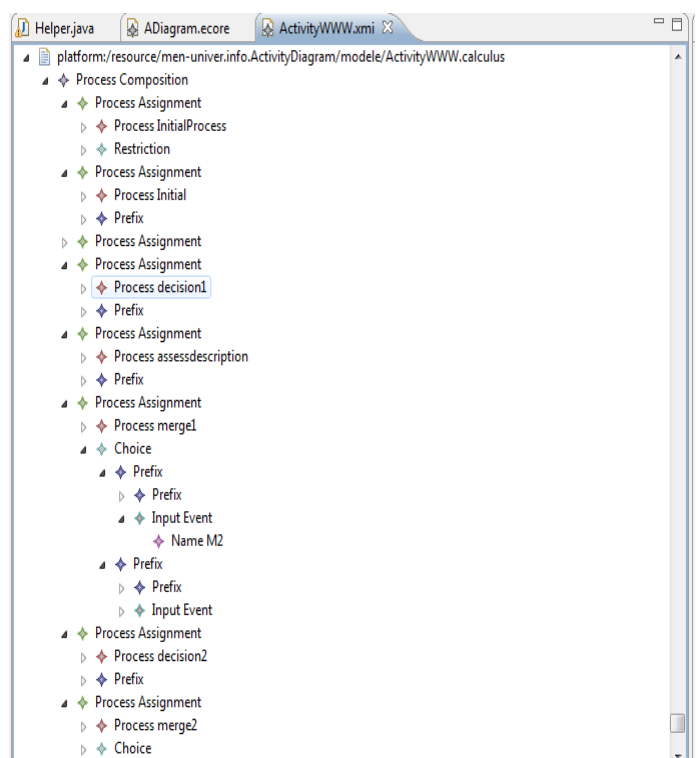 Helper.java ADiagram.ecore ActivityWWW.xmi
platform:/resource/men-univer.info.ActivityDiagram/modele/ActivityWWW.calculus
Process Composition
Process Assignment
Process InitialProcess
Restriction
Process Assignment
Process Initial
Prefix
Process Assignment
Process Assignment
Process decision1
Prefix
Process Assignment
Process assessdescription
Prefix
Process Assignment
Process merge1
Choice
Prefix
Prefix
Input Event
Name M2
Prefix
Prefix
Input Event
Process Assignment
Process decision2
Prefix
Process Assignment
Process merge2
Choice